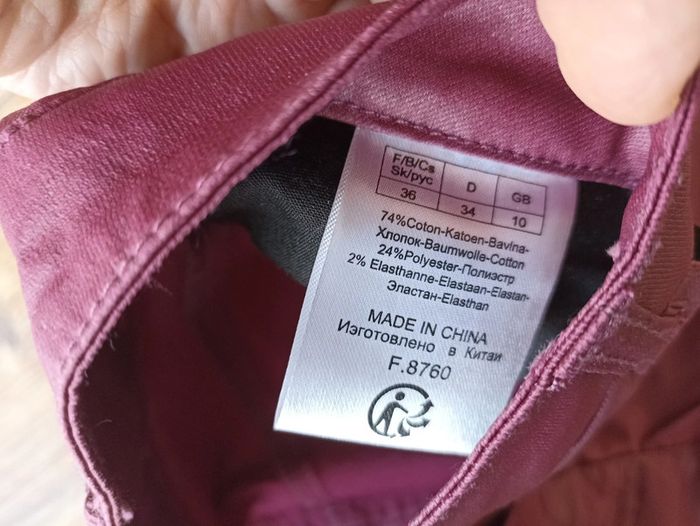 F/B/Cs D GB
Sk/рус
36 34 10
74%Coton-Katoen-Bavlna-
Хлопок-Baumwolle-Cotton
24%Polyester-Полиэстр
2% Elasthanne-Elastaan-Elastan-
Эластан-Elasthan
MADE IN CHINA
Изготовлено в Китаи
F.8760